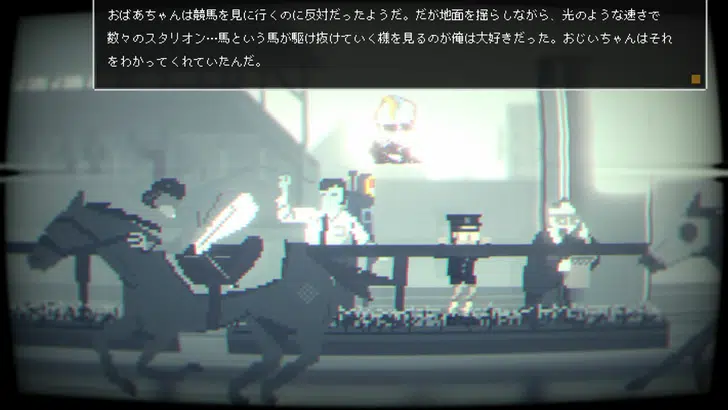 おばあちゃんは競馬を見に行くのに反対だったようだ。だが地面を揺らしながら、光のような速さで
数々のスタリオン…馬という馬が駆け抜けていく様を見るのが俺は大好きだった。おじいちゃんはそれ
をわかってくれていたんだ。